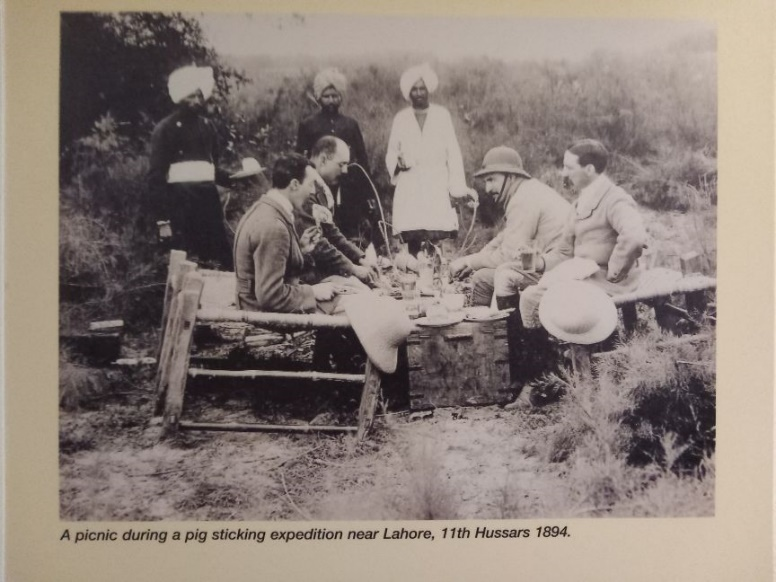 A picnic during a pig sticking expedition near Lahore, 11th Hussars 1894.